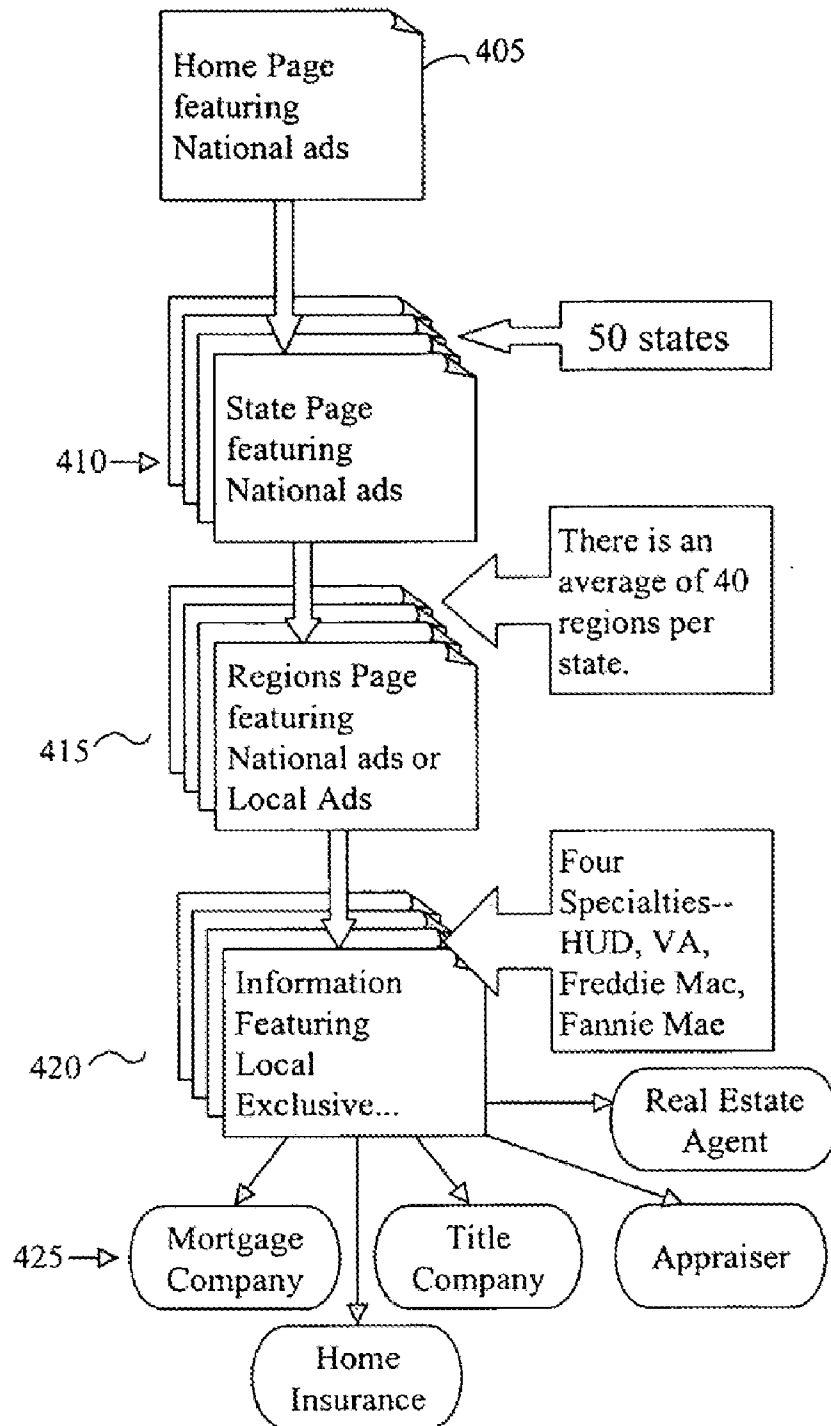 Home Page
featuring
National ads
405
50 states
State Page
featuring
National ads
410
There is an
average of 40
regions per
state.
Regions Page
featuring
National ads or
Local Ads
415
Four
Specialties--
HUD, VA,
Freddie Mac,
Fannie Mae
Information
Featuring
Local
Exclusive...
420
Real Estate
Agent
425
Mortgage
Company
Title
Company
Appraiser
Home
Insurance